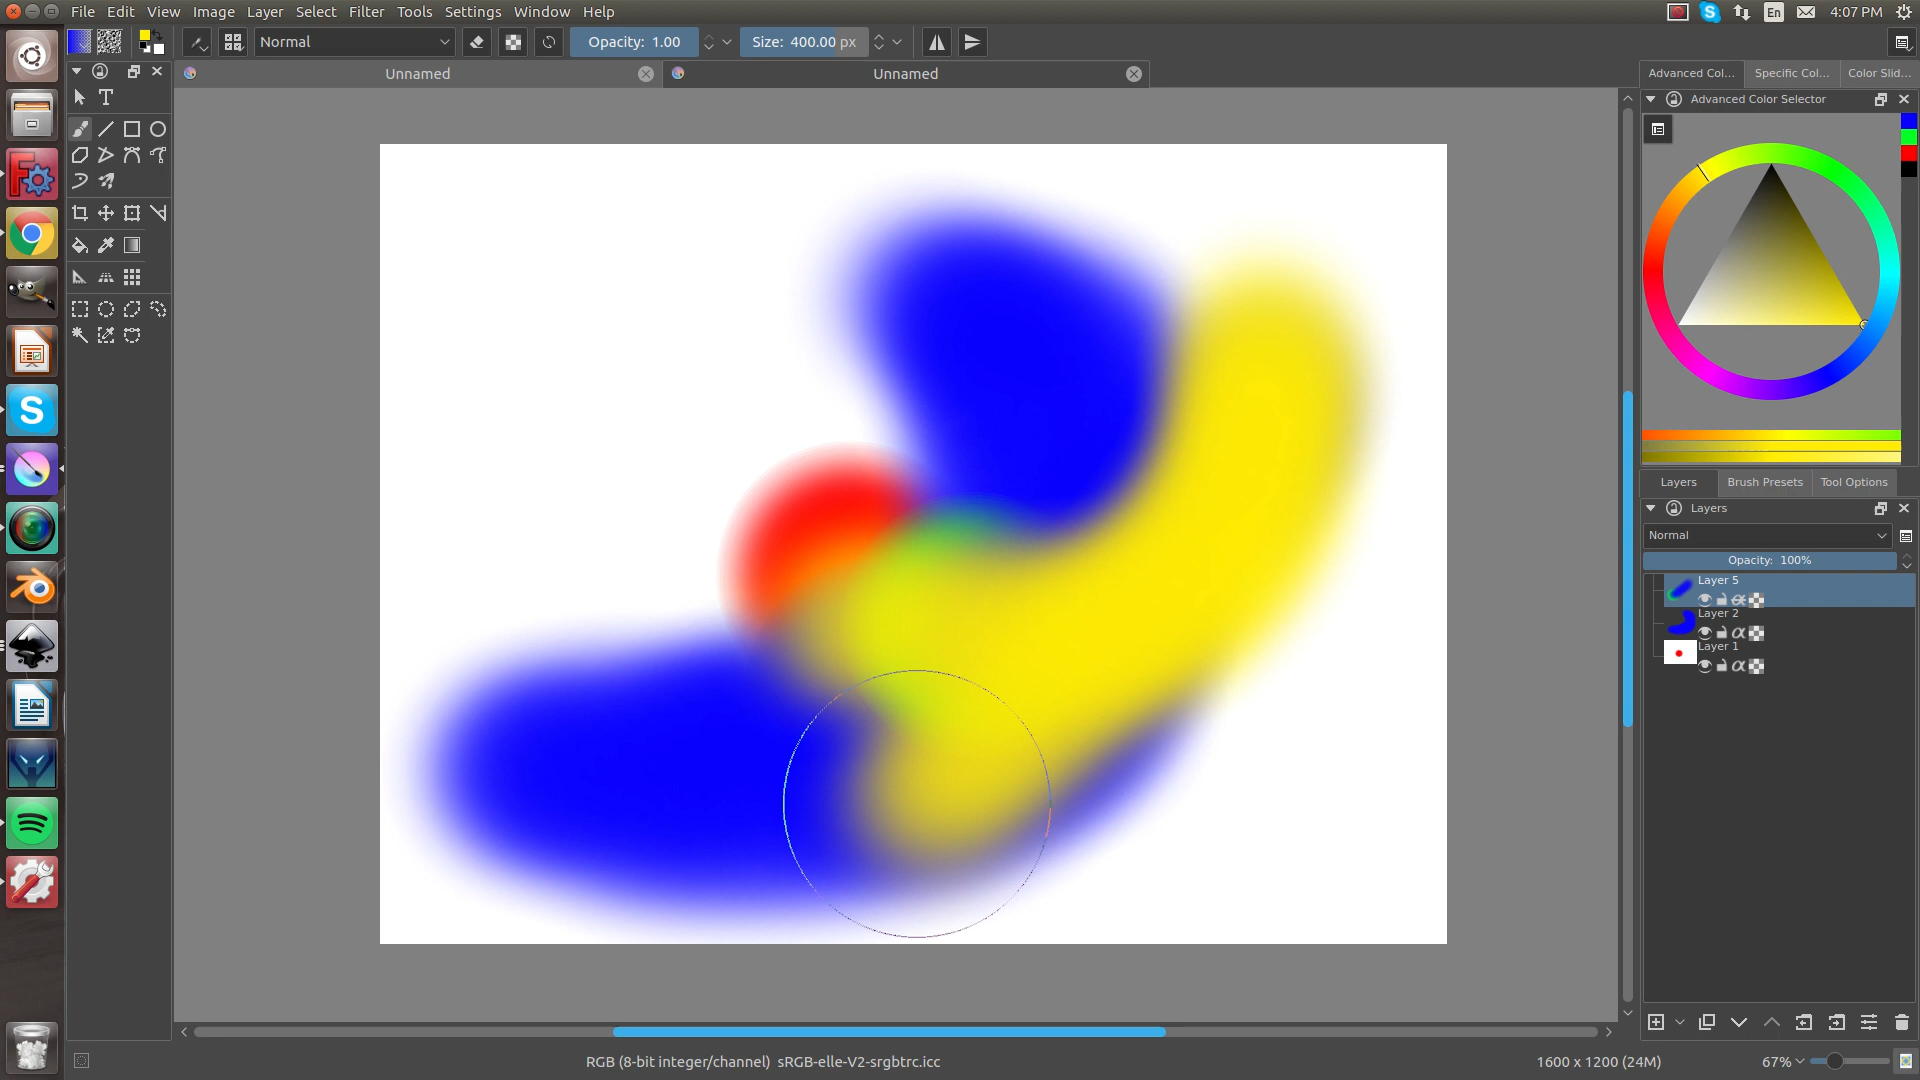 File Edit View Image Layer Select Filter Tools Settings Window Help
En 4:07 PM
Normal
Opacity: 1.00
Size: 400.00 px
Unnamed
Unnamed
Advanced Col... Specific Col... Color Slid...
Advanced Color Selector
Layers Brush Presets Tool Options
Layers
Normal
Opacity: 100%
Layer 5
Layer 2
Layer 1
RGB (8-bit integer/channel) sRGB-elle-V2-srgbtrc.icc
1600 x 1200 (24M)
67%